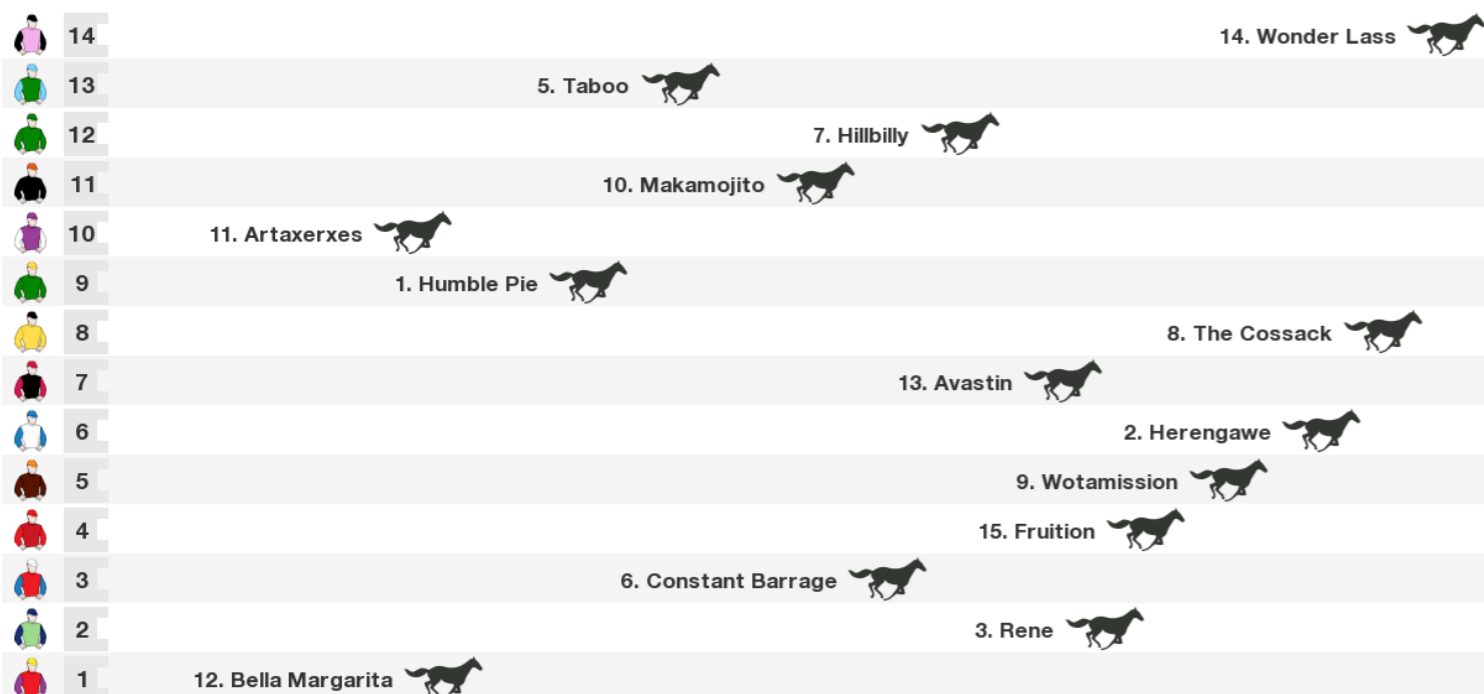 14 14. Wonder Lass
13 5. Taboo
12 7. Hillbilly
11 10. Makamojito
10 11. Artaxerxes
9 1. Humble Pie
8 8. The Cossack
7 13. Avastin
6 2. Herengawe
5 9. Wotamission
4 15. Fruition
3 6. Constant Barrage
2 3. Rene
1 12. Bella Margarita